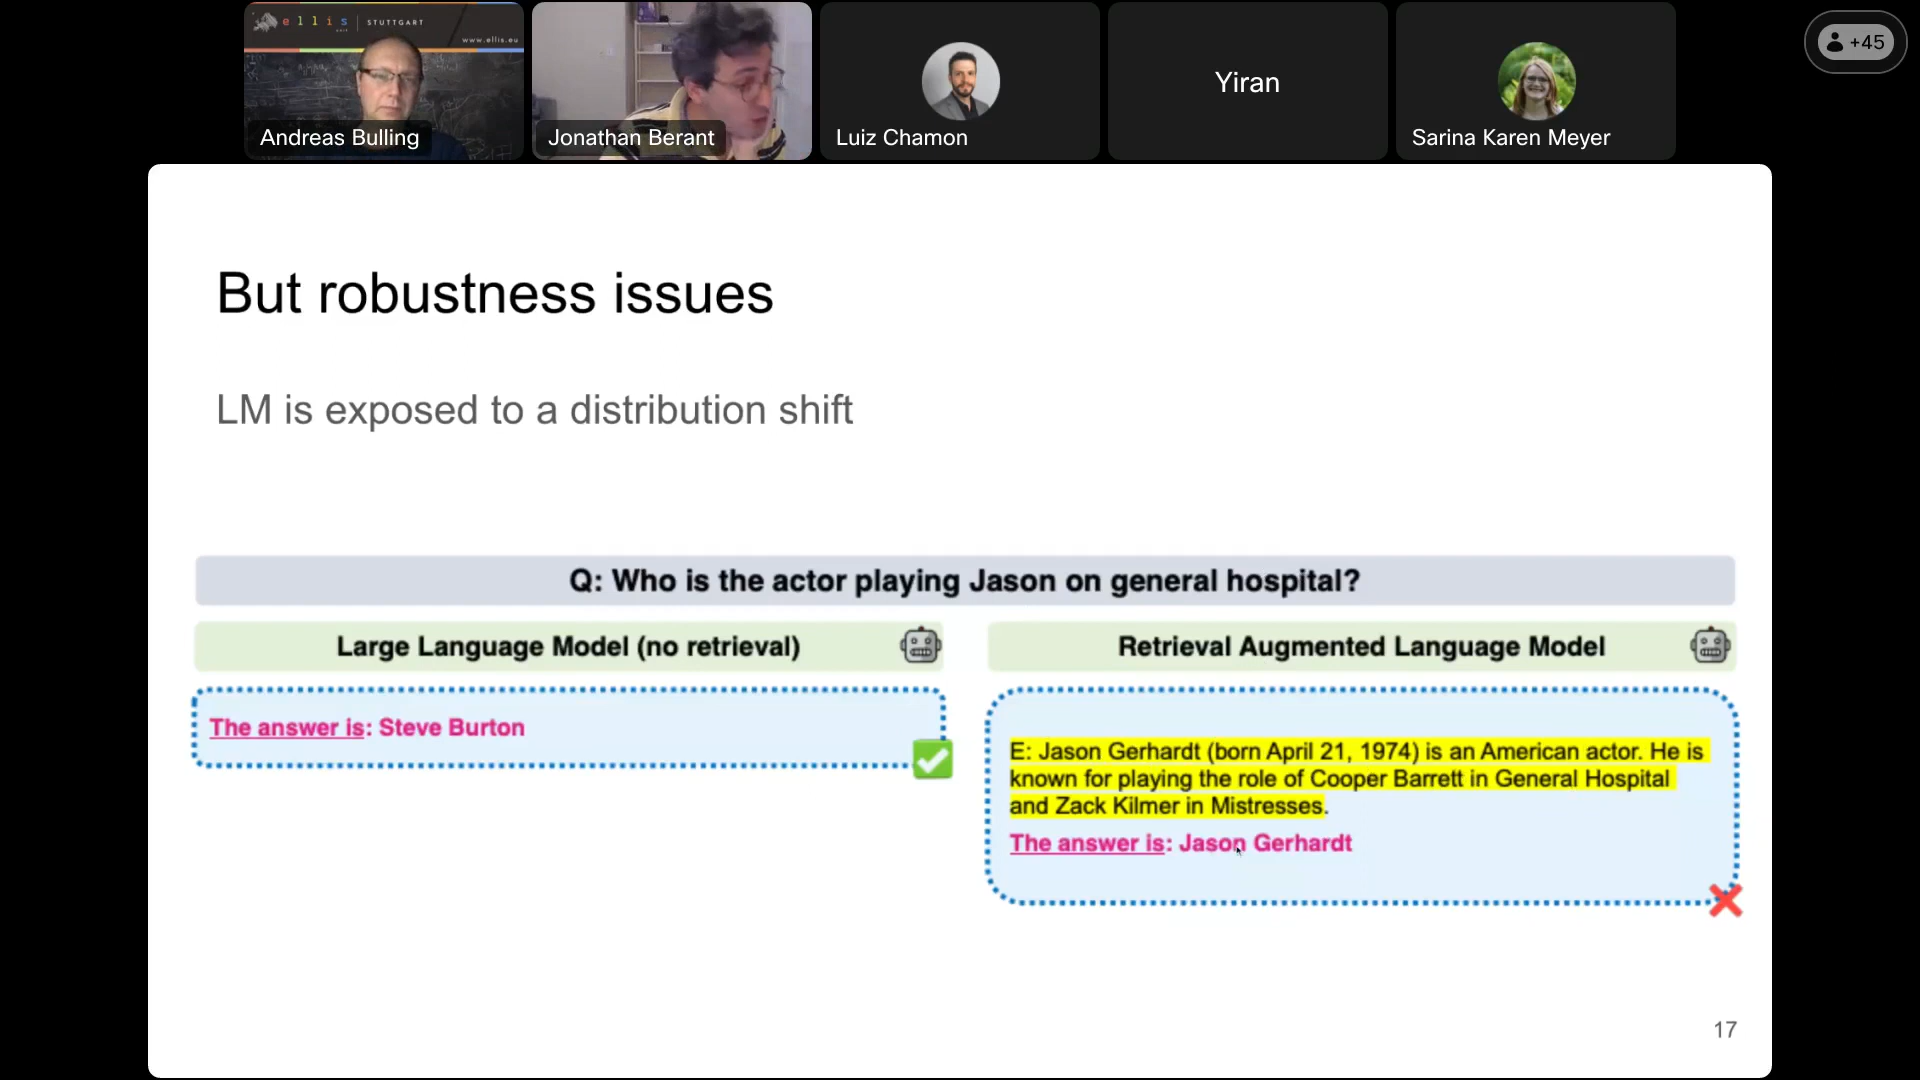 ellis
unit
STUTTGART
www.ellis.eu
Andreas Bulling
Jonathan Berant
Luiz Chamon
Yiran
Sarina Karen Meyer
+45
But robustness issues
LM is exposed to a distribution shift
Q: Who is the actor playing Jason on general hospital?
Large Language Model (no retrieval)
The answer is: Steve Burton
Retrieval Augmented Language Model
E: Jason Gerhardt (born April 21, 1974) is an American actor. He is
known for playing the role of Cooper Barrett in General Hospital
and Zack Kilmer in Mistresses.
The answer is: Jason Gerhardt
17